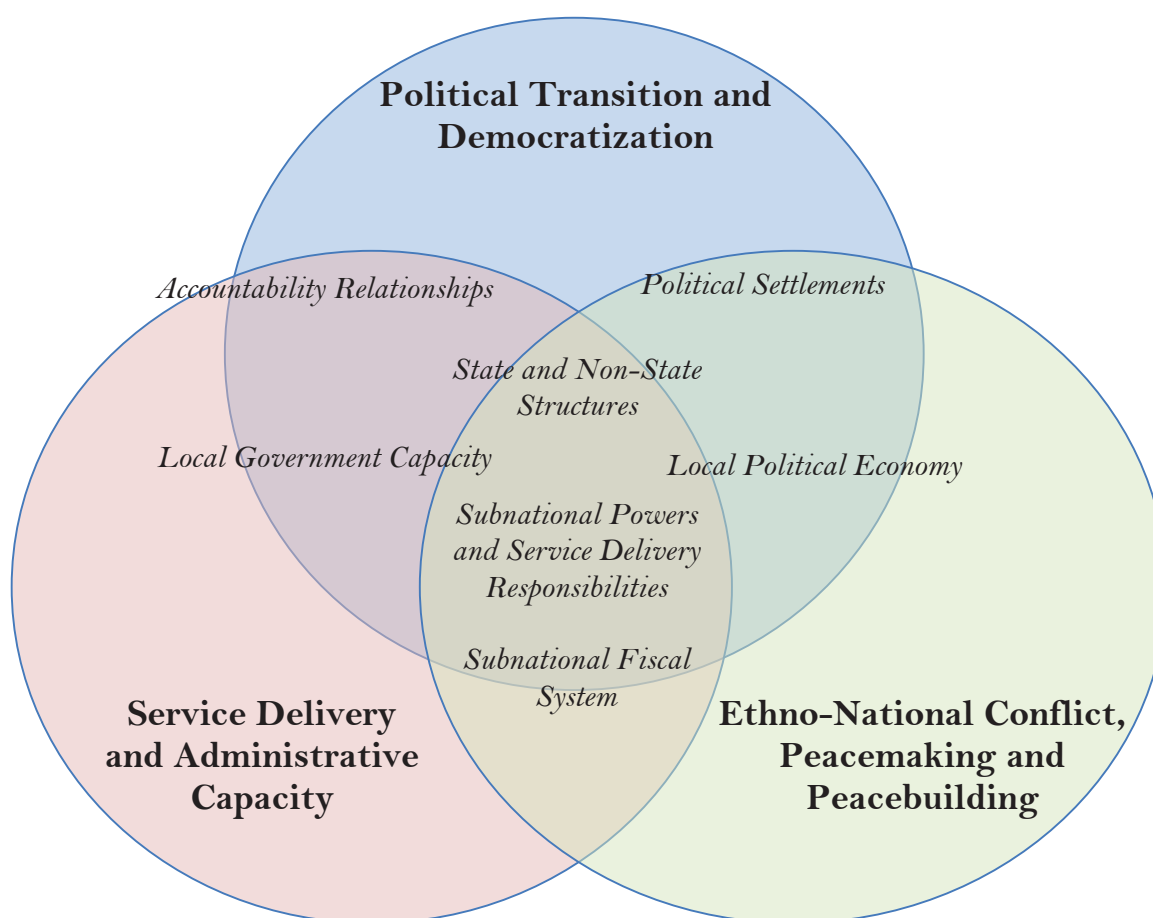 Political Transition and
Democratization
Accountability Relationships
Political Settlements
State and Non-State
Structures
Local Government Capacity
Local Political Economy
Subnational Powers
and Service Delivery
Responsibilities
Subnational Fiscal
System
Service Delivery
and Administrative
Capacity
Ethno-National Conflict,
Peacemaking and
Peacebuilding